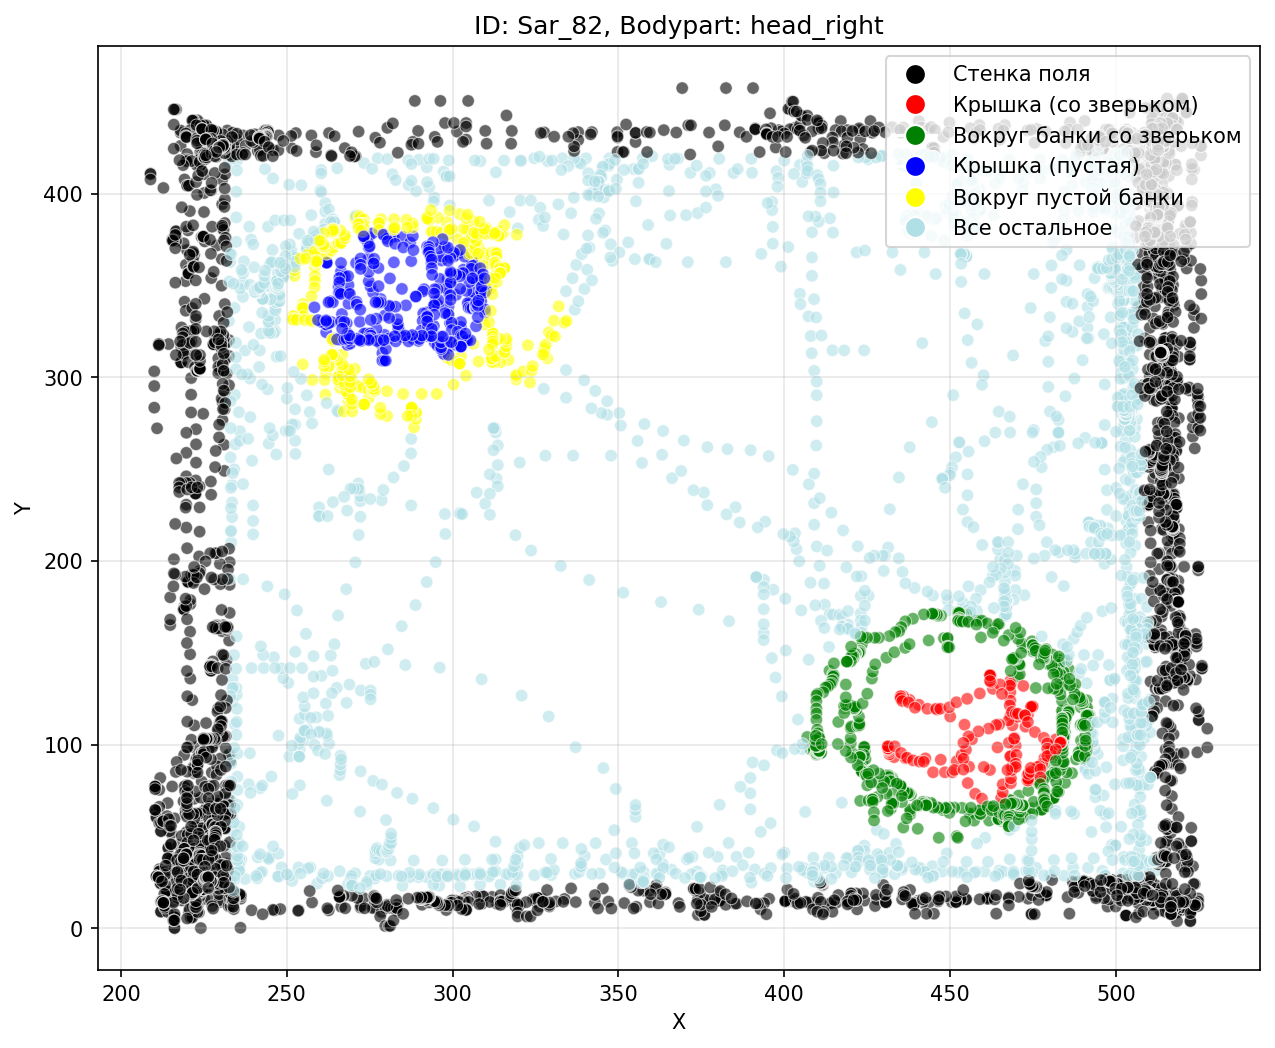 ID: Sar_82, Bodypart: head_right
Стенка поля
Крышка (со зверьком)
Вокруг банки со зверьком
Крышка (пустая)
Вокруг пустой банки
Все остальное
400
300
200
100
0
Y
200
250
300
350
400
450
500
X